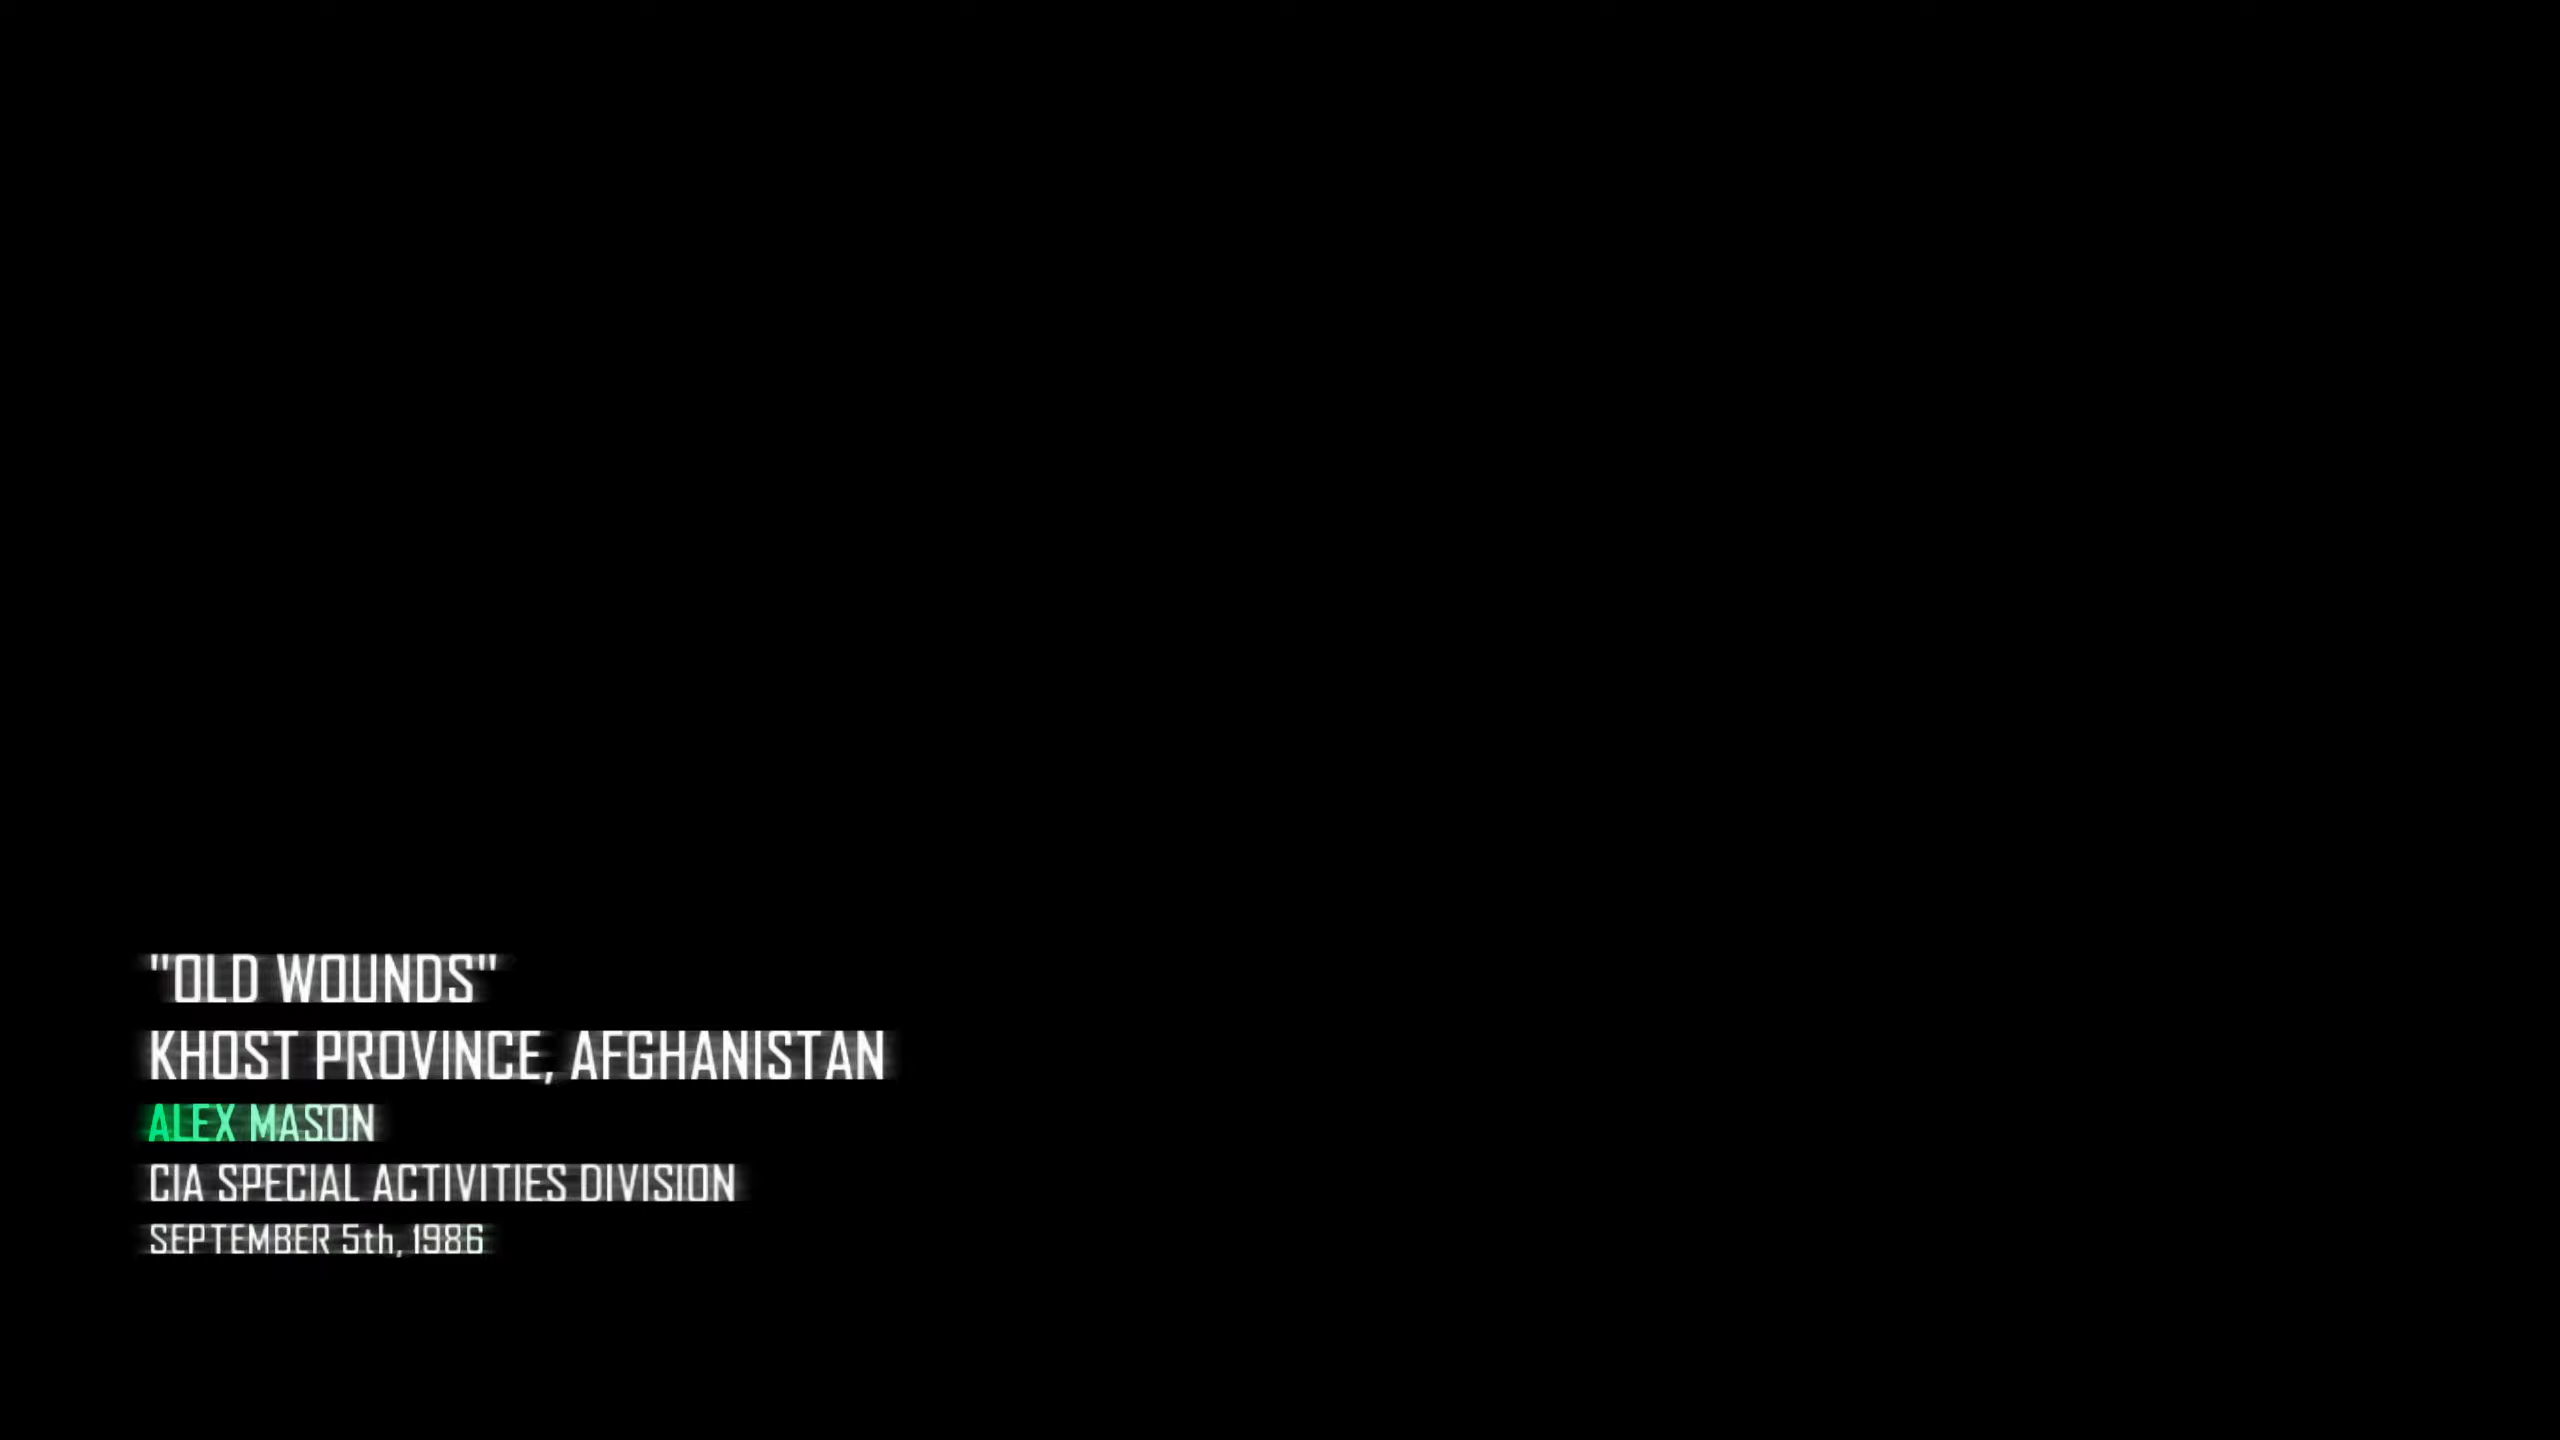 "OLD WOUNDS"
KHOST PROVINCE, AFGHANISTAN
ALEX MASON
CIA SPECIAL ACTIVITIES DIVISION
SEPTEMBER 5th, 1986